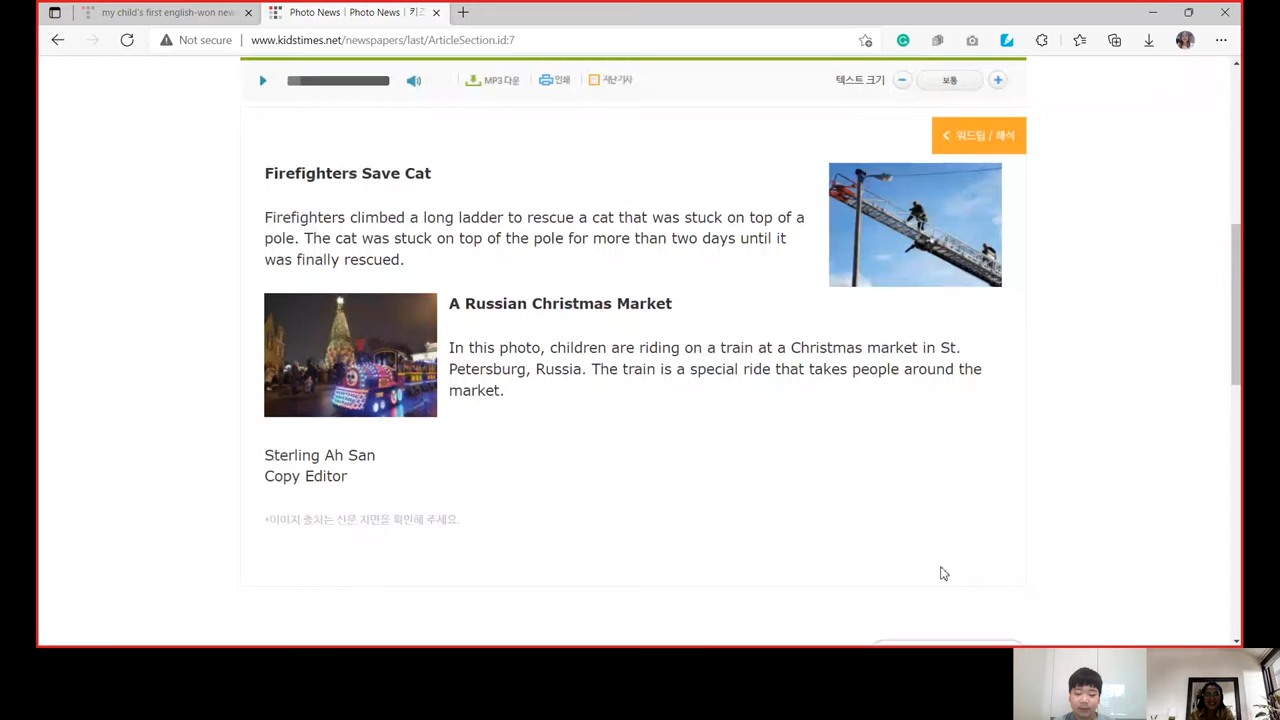 my child's first english-won new
Photo News | Photo News | 키즈
Not secure
www.kidstimes.net/newspapers/last/ArticleSection.id:7
MP3 다운
인쇄
지난기사
텍스트 크기
보통
워드팁 / 해석
Firefighters Save Cat
Firefighters climbed a long ladder to rescue a cat that was stuck on top of a
pole. The cat was stuck on top of the pole for more than two days until it
was finally rescued.
A Russian Christmas Market
In this photo, children are riding on a train at a Christmas market in St.
Petersburg, Russia. The train is a special ride that takes people around the
market.
Sterling Ah San
Copy Editor
*이미지 출처는 신문 지면을 확인해 주세요.